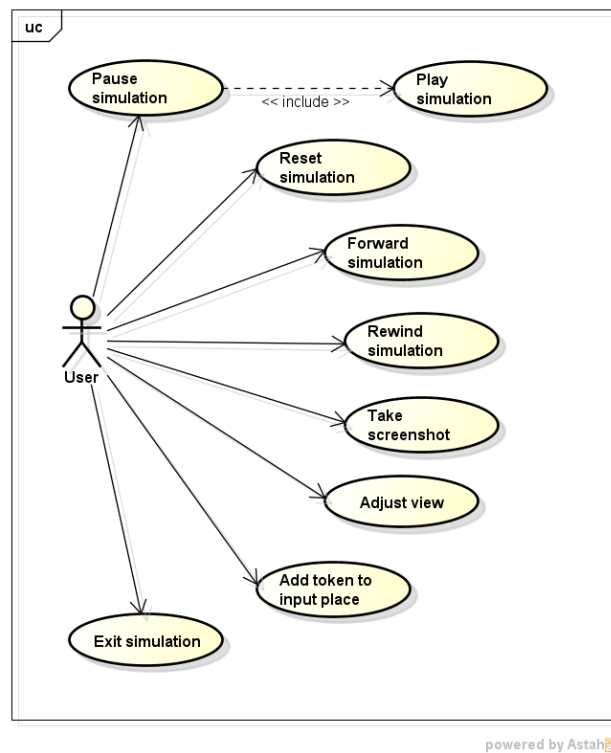 uc
Pause
simulation
<< include >>
Play
simulation
Reset
simulation
Forward
simulation
Rewind
simulation
User
Take
screenshot
Adjust view
Add token to
input place
Exit simulation
powered by Astah